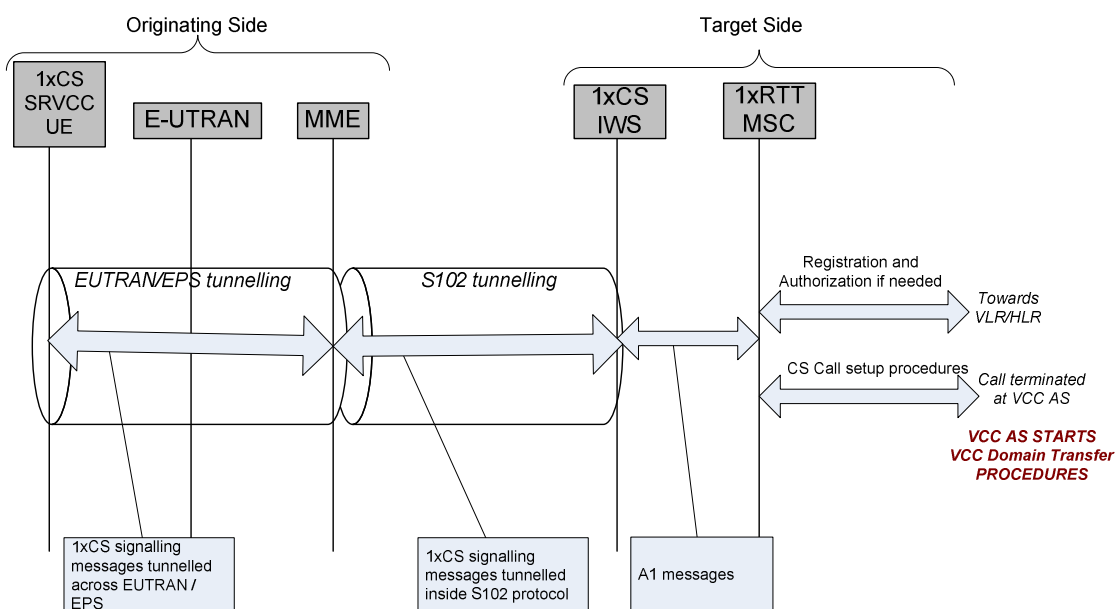 Originating Side
Target Side
1xCS
SRVCC
UE
E-UTRAN
MME
1xCS
IWS
1xRTT
MSC
EUTRAN/EPS tunnelling
S102 tunnelling
Registration and
Authorization if needed
Towards
VLR/HLR
CS Call setup procedures
Call terminated
at VCC AS
VCC AS STARTS
VCC Domain Transfer
PROCEDURES
1xCS signalling
messages tunnelled
across EUTRAN /
EPS
1xCS signalling
messages tunnelled
inside S102 protocol
A1 messages